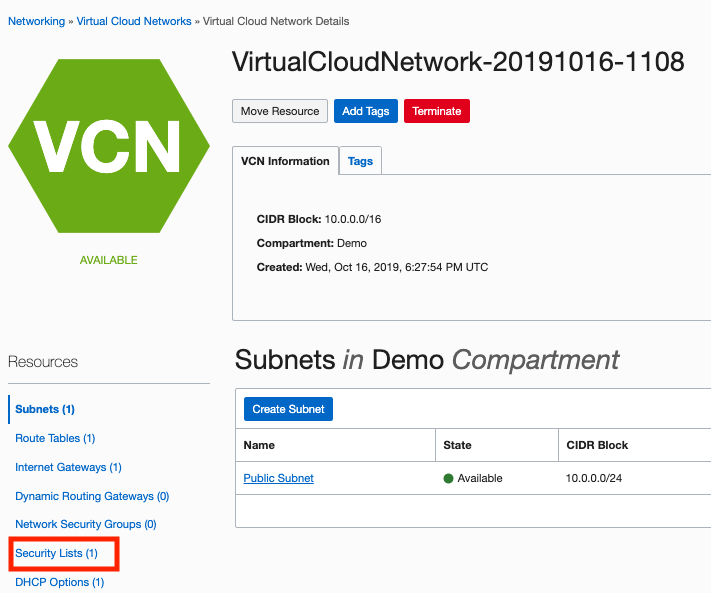 Networking » Virtual Cloud Networks » Virtual Cloud Network Details
VCN
AVAILABLE
VirtualCloudNetwork-20191016-1108
Move Resource Add Tags Terminate
VCN Information Tags
CIDR Block: 10.0.0.0/16
Compartment: Demo
Created: Wed, Oct 16, 2019, 6:27:54 PM UTC
Resources
Subnets (1)
Route Tables (1)
Internet Gateways (1)
Dynamic Routing Gateways (0)
Network Security Groups (0)
Security Lists (1)
DHCP Options (1)
Subnets in Demo Compartment
Create Subnet
Name State CIDR Block
Public Subnet Available 10.0.0.0/24